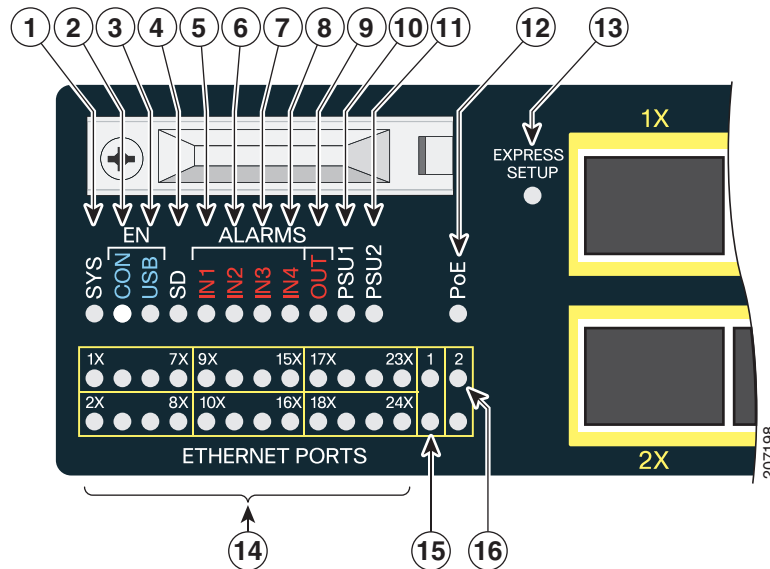 1 2 3 4 5 6 7 8 9 10 11 12 13
1X
EXPRESS
SETUP
EN ALARMS
SYS CON USB SD IN1 IN2 IN3 IN4 OUT PSU1 PSU2 PoE
1X 7X 9X 15X 17X 23X 1 2
2X 8X 10X 16X 18X 24X
ETHERNET PORTS
2X
207198
14 15 16